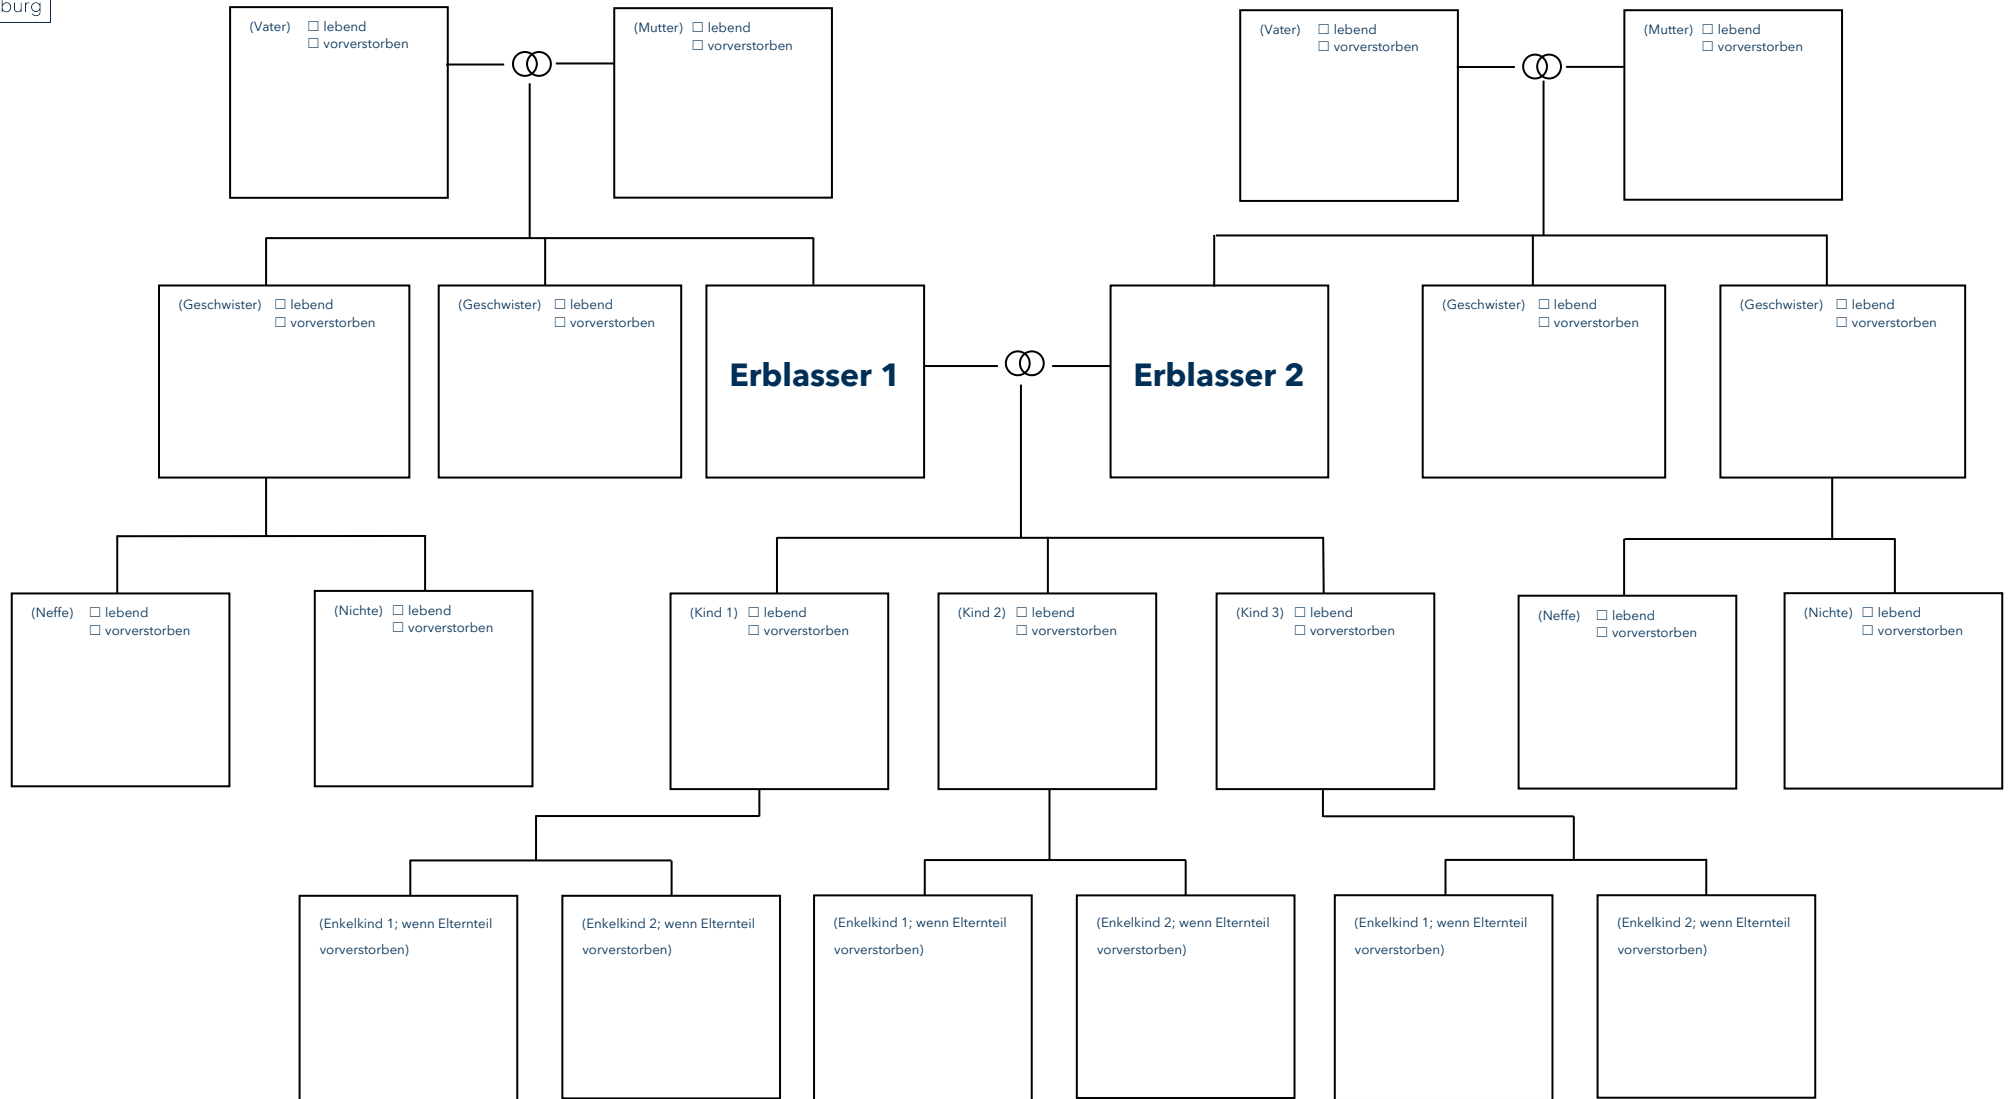 burg
(Vater) ☐ lebend
☐ vorverstorben
(Mutter) ☐ lebend
☐ vorverstorben
(Vater) ☐ lebend
☐ vorverstorben
(Mutter) ☐ lebend
☐ vorverstorben
(Geschwister) ☐ lebend
☐ vorverstorben
(Geschwister) ☐ lebend
☐ vorverstorben
Erblasser 1
Erblasser 2
(Geschwister) ☐ lebend
☐ vorverstorben
(Geschwister) ☐ lebend
☐ vorverstorben
(Neffe) ☐ lebend
☐ vorverstorben
(Nichte) ☐ lebend
☐ vorverstorben
(Kind 1) ☐ lebend
☐ vorverstorben
(Kind 2) ☐ lebend
☐ vorverstorben
(Kind 3) ☐ lebend
☐ vorverstorben
(Neffe) ☐ lebend
☐ vorverstorben
(Nichte) ☐ lebend
☐ vorverstorben
(Enkelkind 1; wenn Elternteil
vorverstorben)
(Enkelkind 2; wenn Elternteil
vorverstorben)
(Enkelkind 1; wenn Elternteil
vorverstorben)
(Enkelkind 2; wenn Elternteil
vorverstorben)
(Enkelkind 1; wenn Elternteil
vorverstorben)
(Enkelkind 2; wenn Elternteil
vorverstorben)